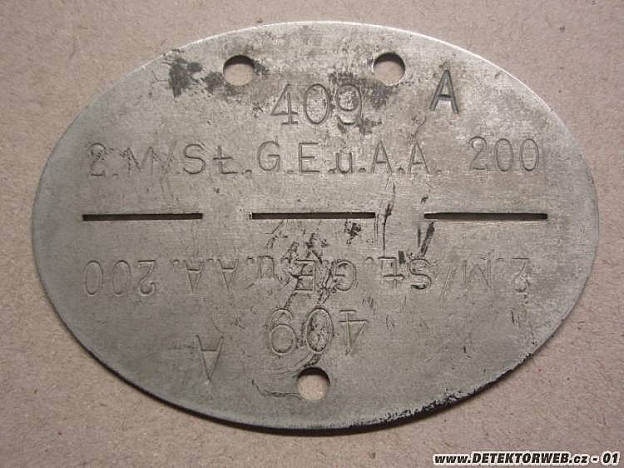 409 A
2.M/St.G.E.u.A.A. 200
2.M/St.G.E.u.A.A. 200
409
A
www.DETEKTORWEB.cz - 01